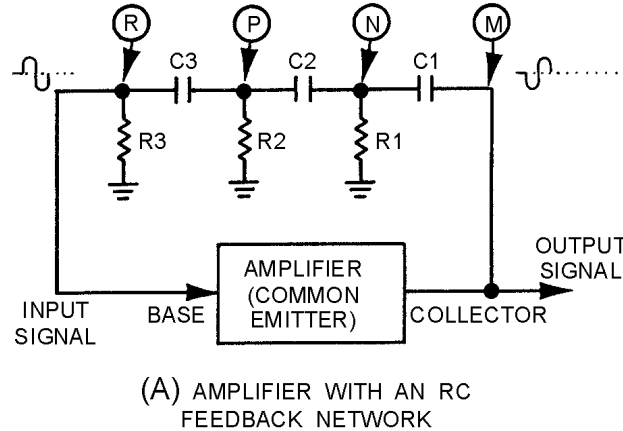 R P N M
C3 C2 C1
R3 R2 R1
AMPLIFIER
(COMMON
EMITTER)
OUTPUT
SIGNAL
INPUT
SIGNAL
BASE
COLLECTOR
(A) AMPLIFIER WITH AN RC
FEEDBACK NETWORK